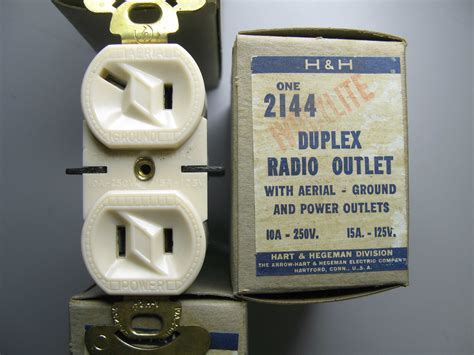 AERIAL
GROUND
POWER
H & H
ONE
2144
DUPLEX
RADIO OUTLET
WITH AERIAL - GROUND
AND POWER OUTLETS
10A-250V. 15A.-125V.
HART & HEGEMAN DIVISION
THE ARROW-HART & HEGEMAN ELECTRIC COMPANY
HARTFORD, CONN., U.S.A.